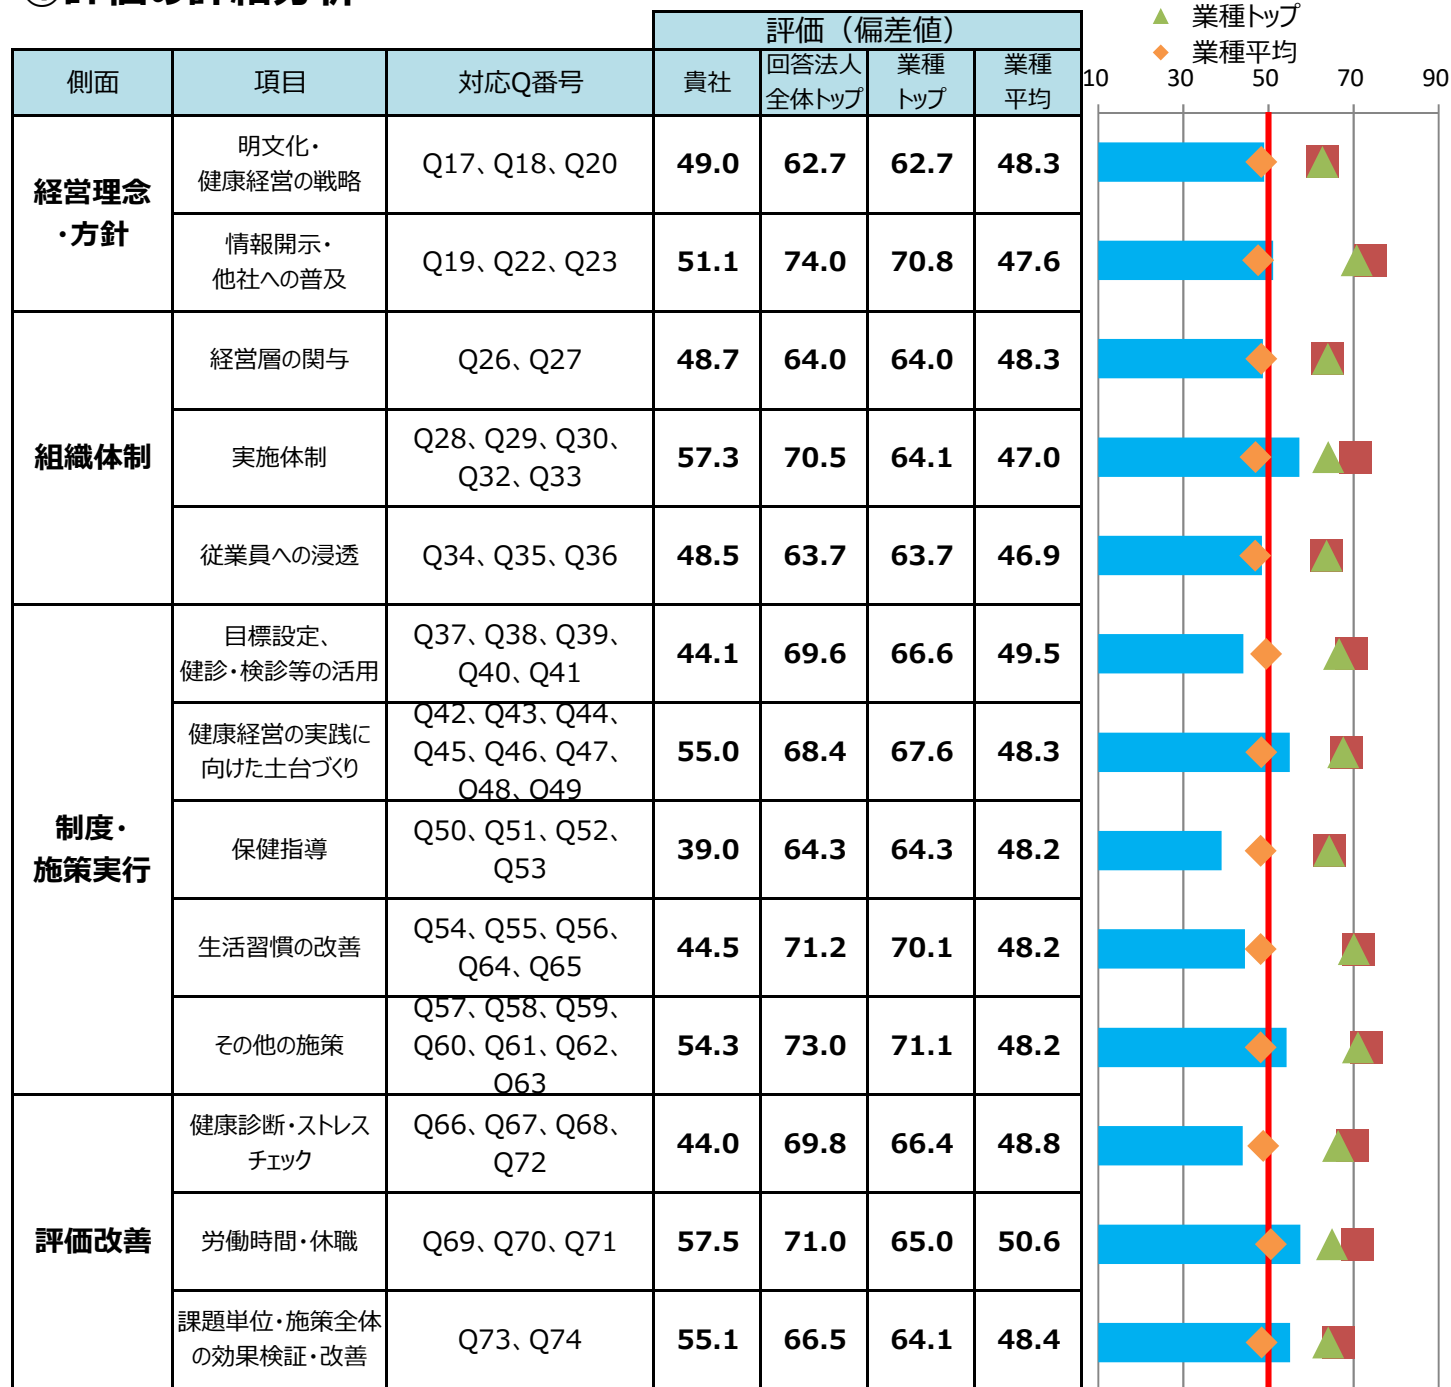 評価（偏差値）
▲ 業種トップ
◆ 業種平均
側面 項目 対応Q番号 貴社 回答法人 業種 業種
全体トップ トップ 平均
10 30 50 70 90
経営理念
・方針
明文化・
健康経営の戦略
Q17、Q18、Q20 49.0 62.7 62.7 48.3
情報開示・
他社への普及
Q19、Q22、Q23 51.1 74.0 70.8 47.6
組織体制
経営層の関与 Q26、Q27 48.7 64.0 64.0 48.3
実施体制
Q28、Q29、Q30、
Q32、Q33
57.3 70.5 64.1 47.0
従業員への浸透 Q34、Q35、Q36 48.5 63.7 63.7 46.9
制度・
施策実行
目標設定、
健診・検診等の活用
Q37、Q38、Q39、
Q40、Q41
44.1 69.6 66.6 49.5
健康経営の実践に
向けた土台づくり
Q42、Q43、Q44、
Q45、Q46、Q47、
Q48、Q49
55.0 68.4 67.6 48.3
保健指導
Q50、Q51、Q52、
Q53
39.0 64.3 64.3 48.2
生活習慣の改善
Q54、Q55、Q56、
Q64、Q65
44.5 71.2 70.1 48.2
その他の施策
Q57、Q58、Q59、
Q60、Q61、Q62、
Q63
54.3 73.0 71.1 48.2
評価改善
健康診断・ストレス
チェック
Q66、Q67、Q68、
Q72
44.0 69.8 66.4 48.8
労働時間・休職 Q69、Q70、Q71 57.5 71.0 65.0 50.6
課題単位・施策全体
の効果検証・改善
Q73、Q74 55.1 66.5 64.1 48.4